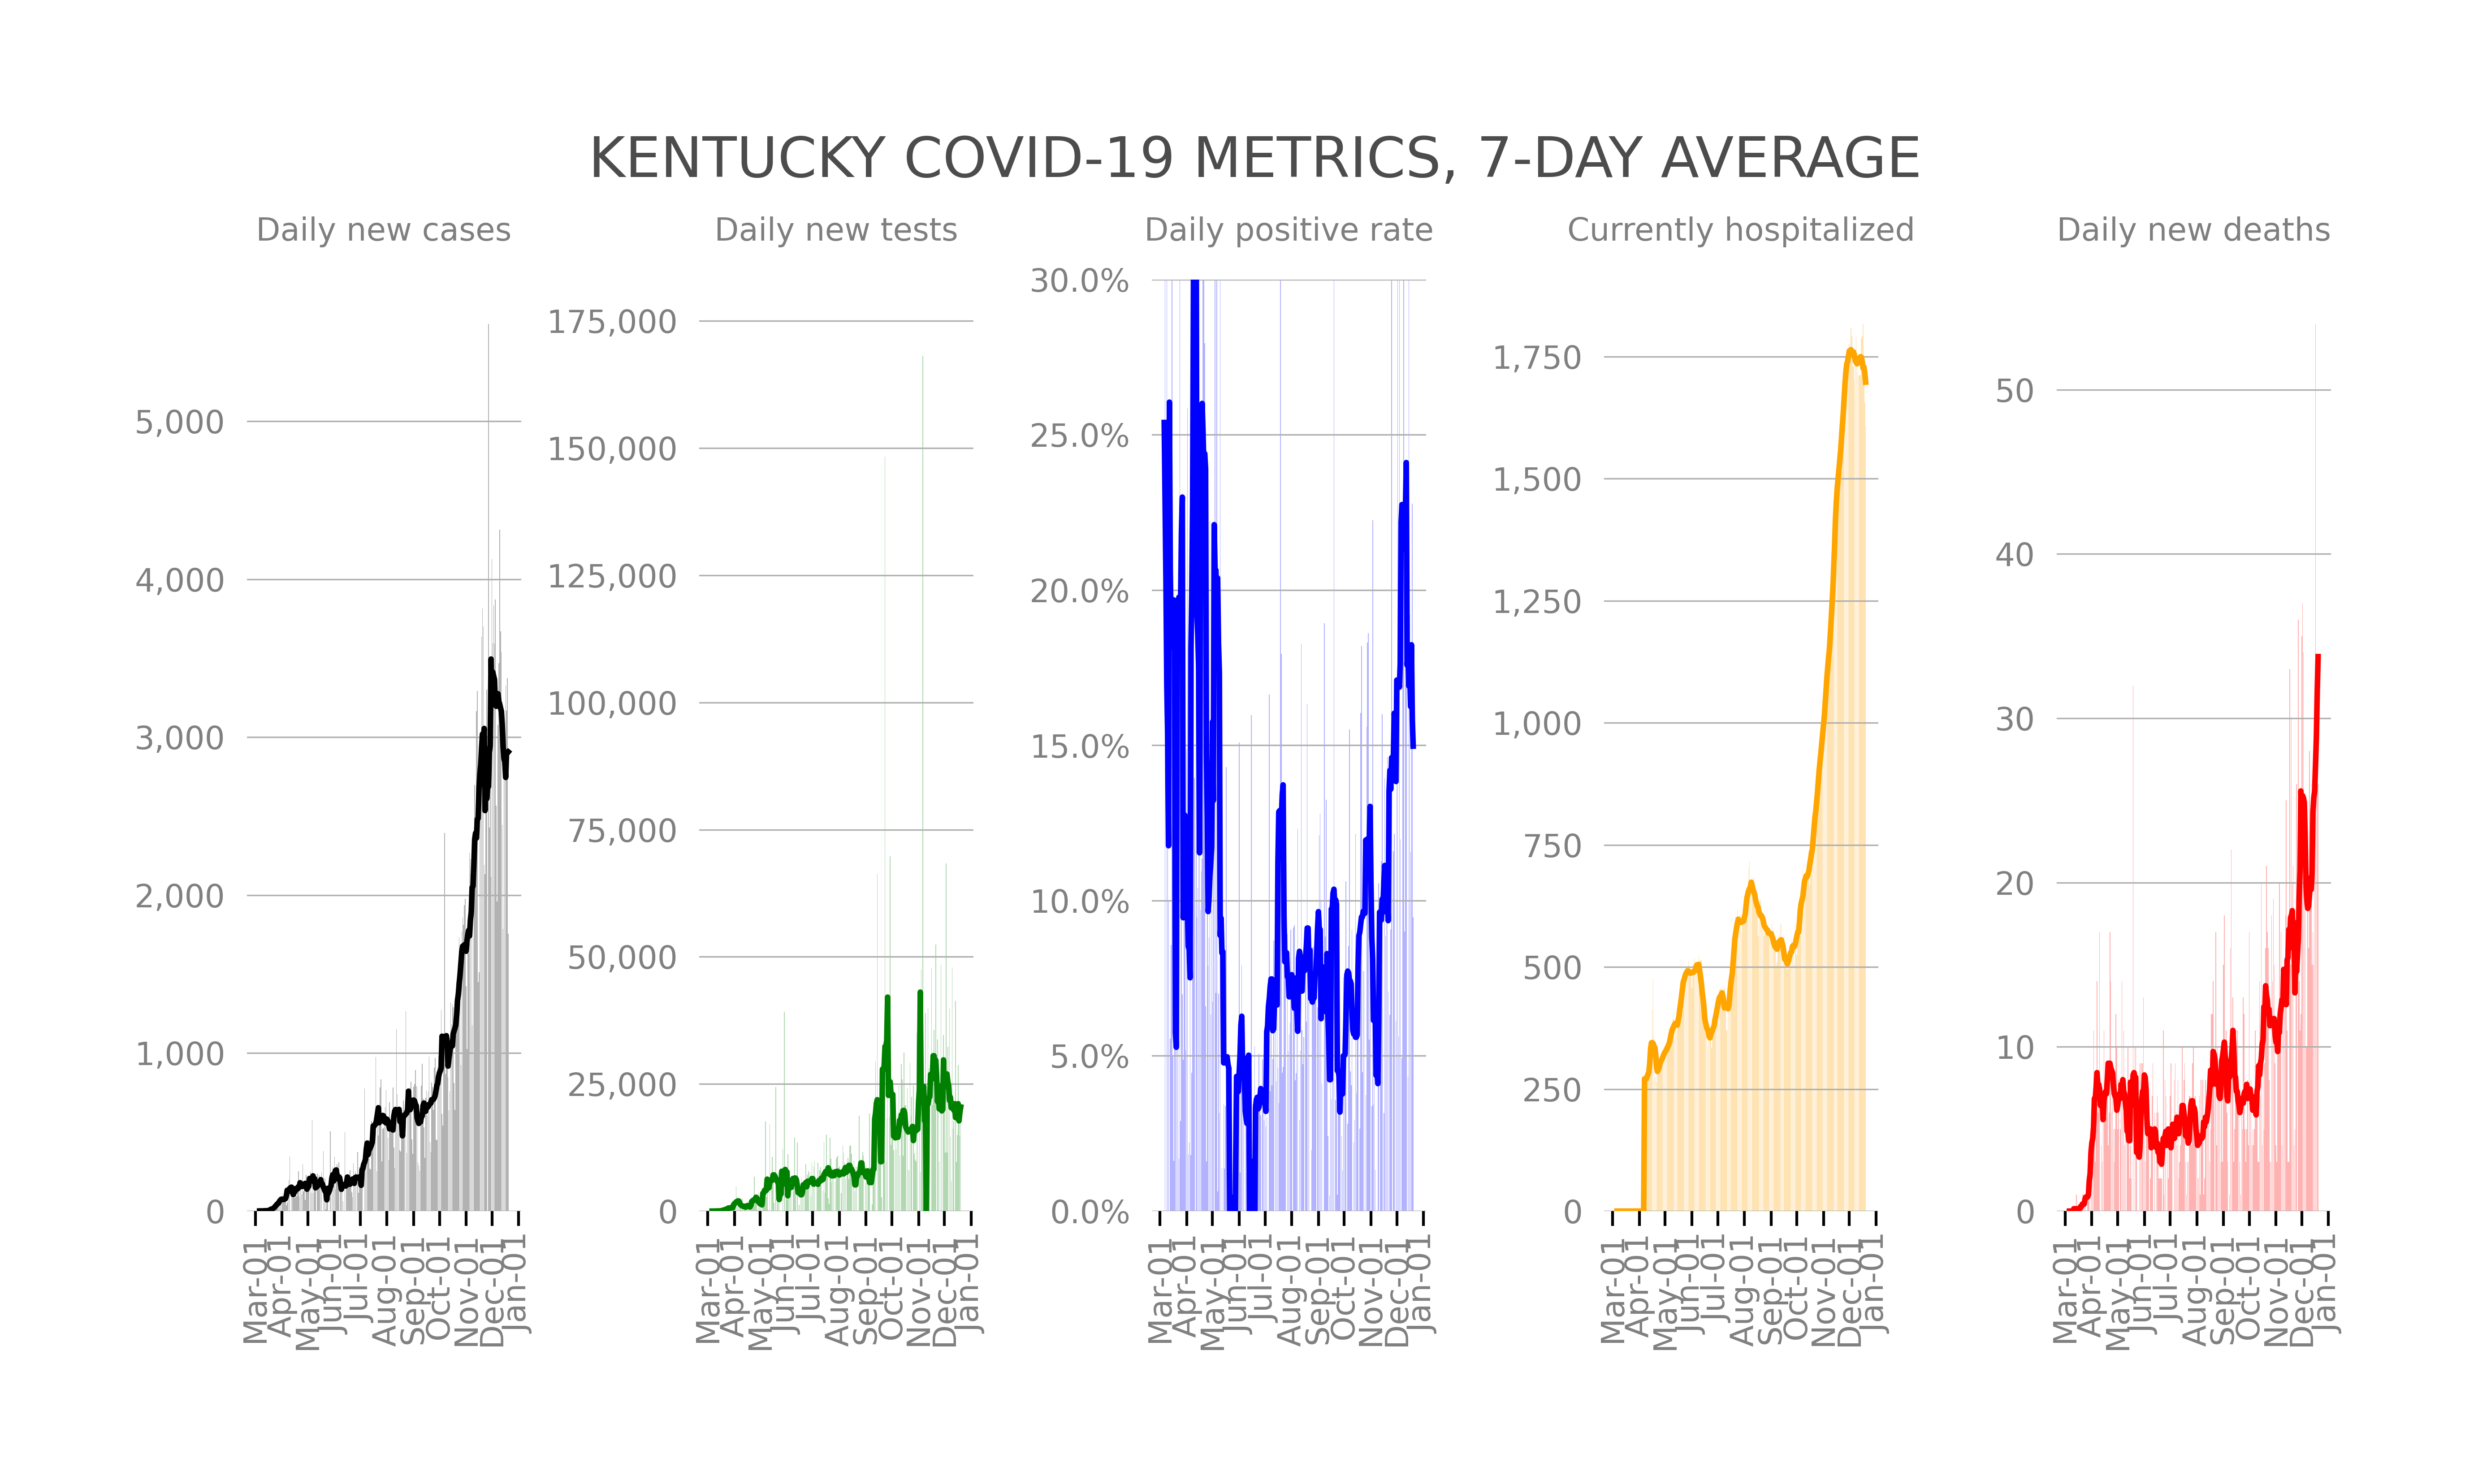 KENTUCKY COVID-19 METRICS, 7-DAY AVERAGE
Daily new cases
5,000
4,000
3,000
2,000
1,000
0
Mar-01
Apr-01
May-01
Jun-01
Jul-01
Aug-01
Sep-01
Oct-01
Nov-01
Dec-01
Jan-01
Daily new tests
175,000
150,000
125,000
100,000
75,000
50,000
25,000
0
Mar-01
Apr-01
May-01
Jun-01
Jul-01
Aug-01
Sep-01
Oct-01
Nov-01
Dec-01
Jan-01
Daily positive rate
30.0%
25.0%
20.0%
15.0%
10.0%
5.0%
0.0%
Mar-01
Apr-01
May-01
Jun-01
Jul-01
Aug-01
Sep-01
Oct-01
Nov-01
Dec-01
Jan-01
Currently hospitalized
1,750
1,500
1,250
1,000
750
500
250
0
Mar-01
Apr-01
May-01
Jun-01
Jul-01
Aug-01
Sep-01
Oct-01
Nov-01
Dec-01
Jan-01
Daily new deaths
50
40
30
20
10
0
Mar-01
Apr-01
May-01
Jun-01
Jul-01
Aug-01
Sep-01
Oct-01
Nov-01
Dec-01
Jan-01